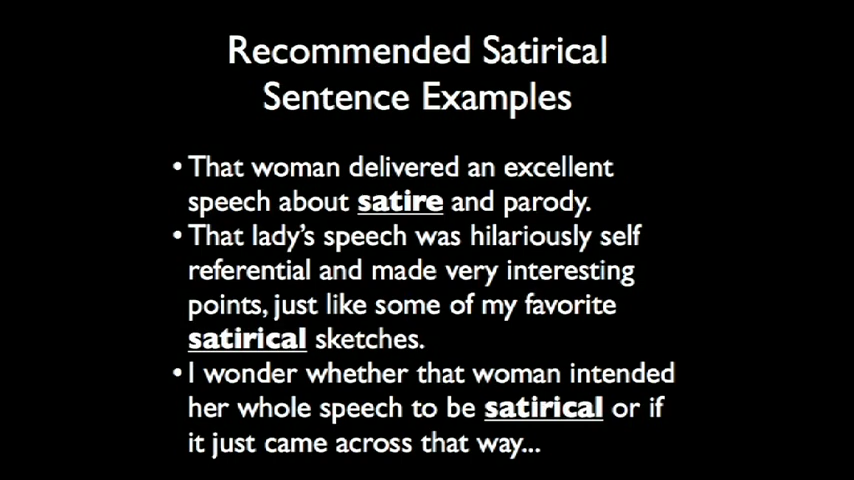 Recommended Satirical
Sentence Examples
• That woman delivered an excellent
speech about satire and parody.
• That lady's speech was hilariously self
referential and made very interesting
points, just like some of my favorite
satirical sketches.
• I wonder whether that woman intended
her whole speech to be satirical or if
it just came across that way...